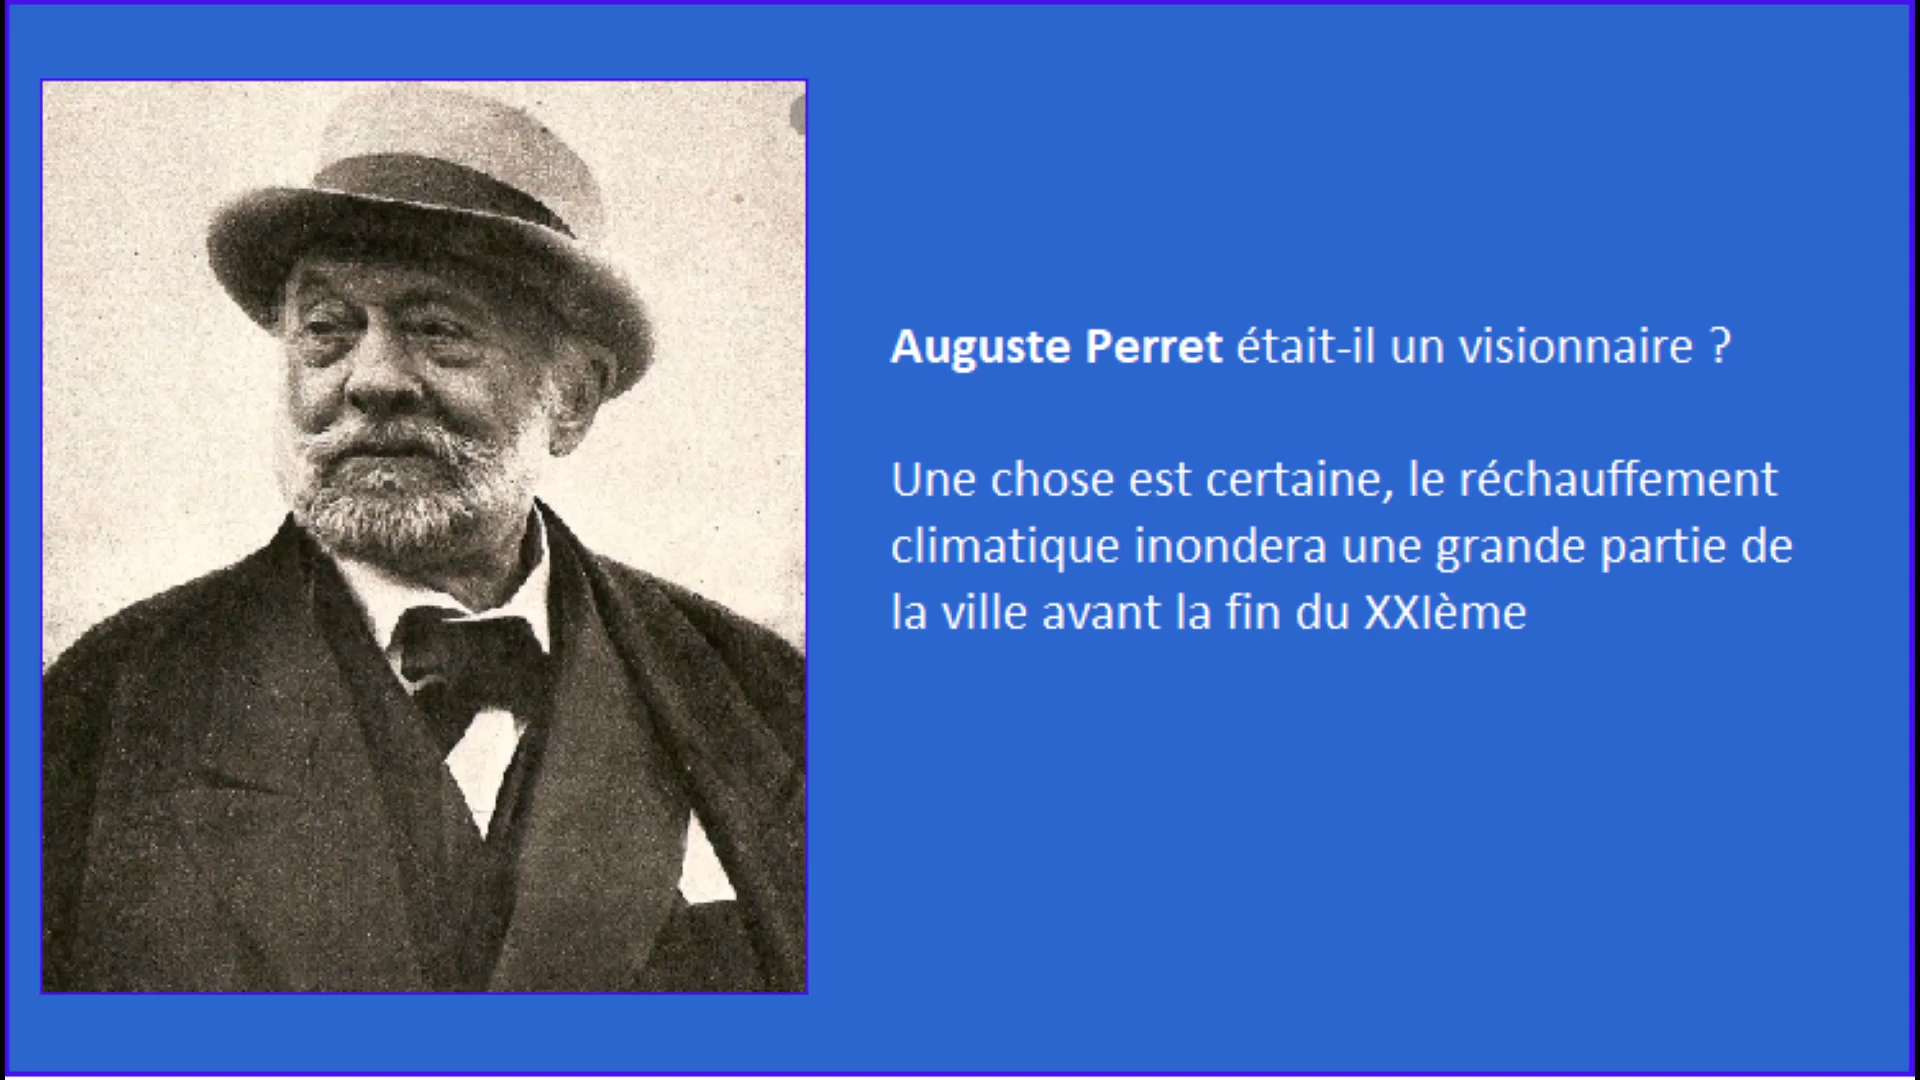 Auguste Perret était-il un visionnaire ?
Une chose est certaine, le réchauffement
climatique inondera une grande partie de
la ville avant la fin du XXIème